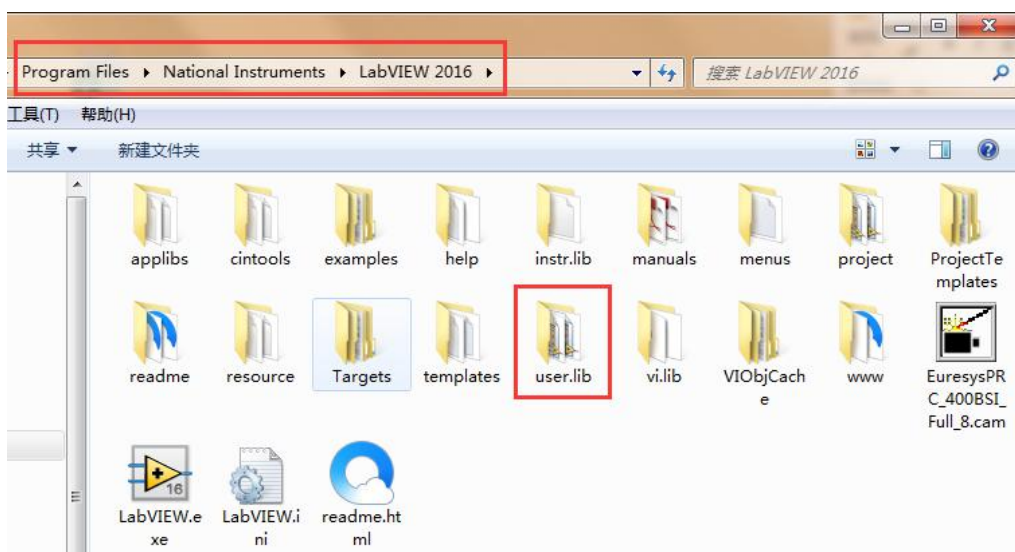 Program Files ▸ National Instruments ▸ LabVIEW 2016 ▸ 搜索 LabVIEW 2016
工具(T) 帮助(H)
共享 新建文件夹
applibs cintools examples help instr.lib manuals menus project ProjectTe
mplates
readme resource Targets templates user.lib vi.lib VIObjCach www EuresysPR
e C_400BSI_
Full_8.cam
16
LabVIEW.e LabVIEW.i readme.ht
xe ni ml